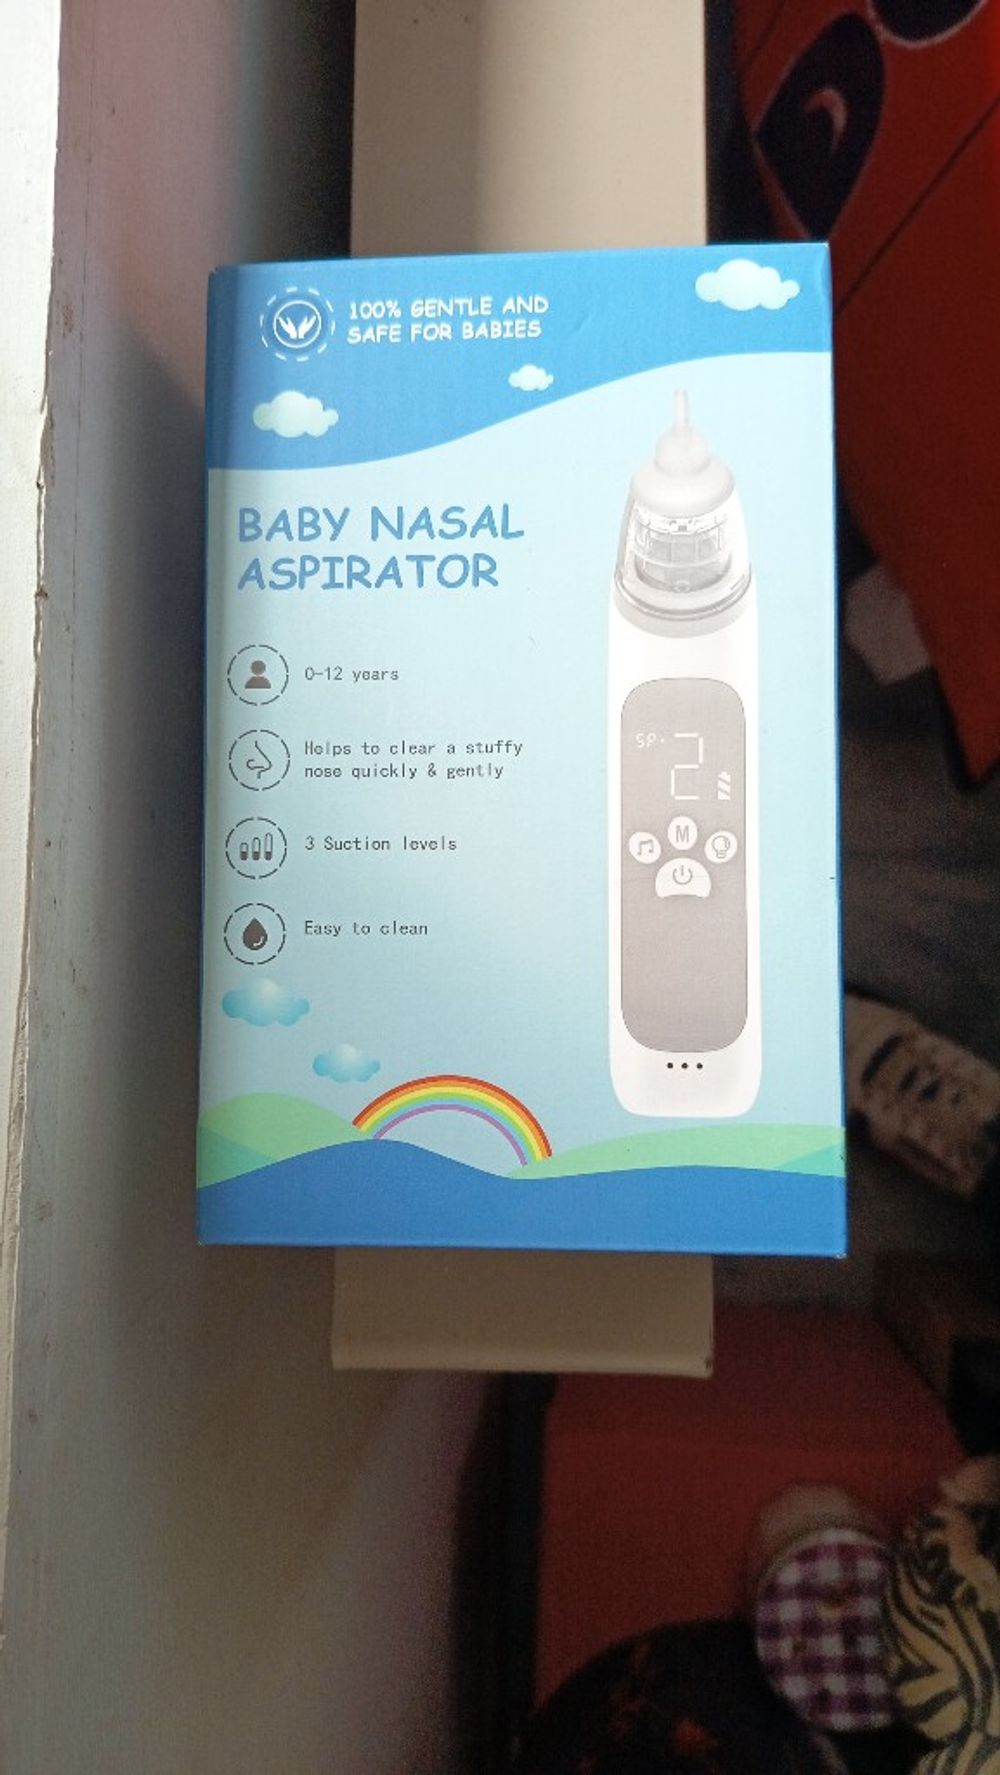 100% GENTLE AND
SAFE FOR BABIES
BABY NASAL
ASPIRATOR
0-12 years
Helps to clear a stuffy
nose quickly & gently
3 Suction levels
Easy to clean
SP.
2
M